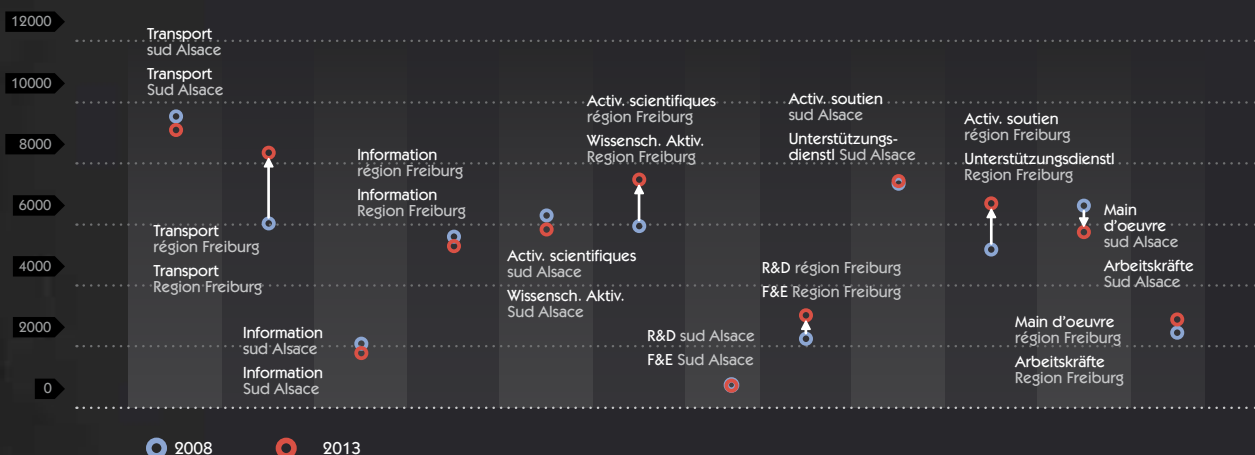 12000
10000
8000
6000
4000
2000
0
Transport
sud Alsace
Transport
Sud Alsace
Transport
région Freiburg
Transport
Region Freiburg
Information
sud Alsace
Information
Sud Alsace
Information
région Freiburg
Information
Region Freiburg
Activ. scientifiques
sud Alsace
Wissensch. Aktiv.
Sud Alsace
Activ. scientifiques
région Freiburg
Wissensch. Aktiv.
Region Freiburg
R&D sud Alsace
F&E Sud Alsace
R&D région Freiburg
F&E Region Freiburg
Activ. soutien
sud Alsace
Unterstützungs-
dienstl Sud Alsace
Activ. soutien
région Freiburg
Unterstützungsdienstl
Region Freiburg
Main
d'oeuvre
sud Alsace
Arbeitskräfte
Sud Alsace
Main d'oeuvre
région Freiburg
Arbeitskräfte
Region Freiburg
2008
2013